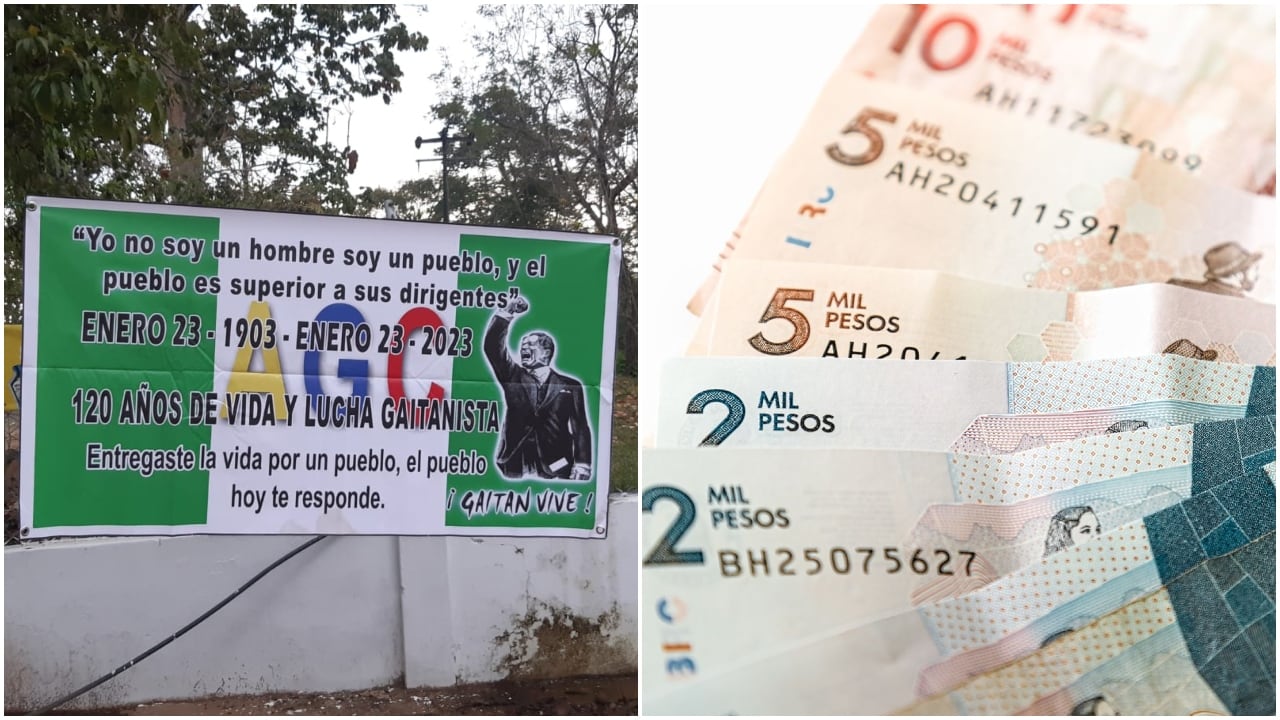 “Yo no soy un hombre soy un pueblo, y el
pueblo es superior a sus dirigentes”
ENERO 23 - 1903 - ENERO 23 - 2023
AGC
120 AÑOS DE VIDA Y LUCHA GAITANISTA
Entregaste la vida por un pueblo, el pueblo
hoy te responde.
¡ GAITAN VIVE !
10 MIL
PESOS
AH11723099
5 MIL
PESOS
AH20411591
5 MIL
PESOS
AH2041
2 MIL
PESOS
2 MIL
PESOS
BH25075627